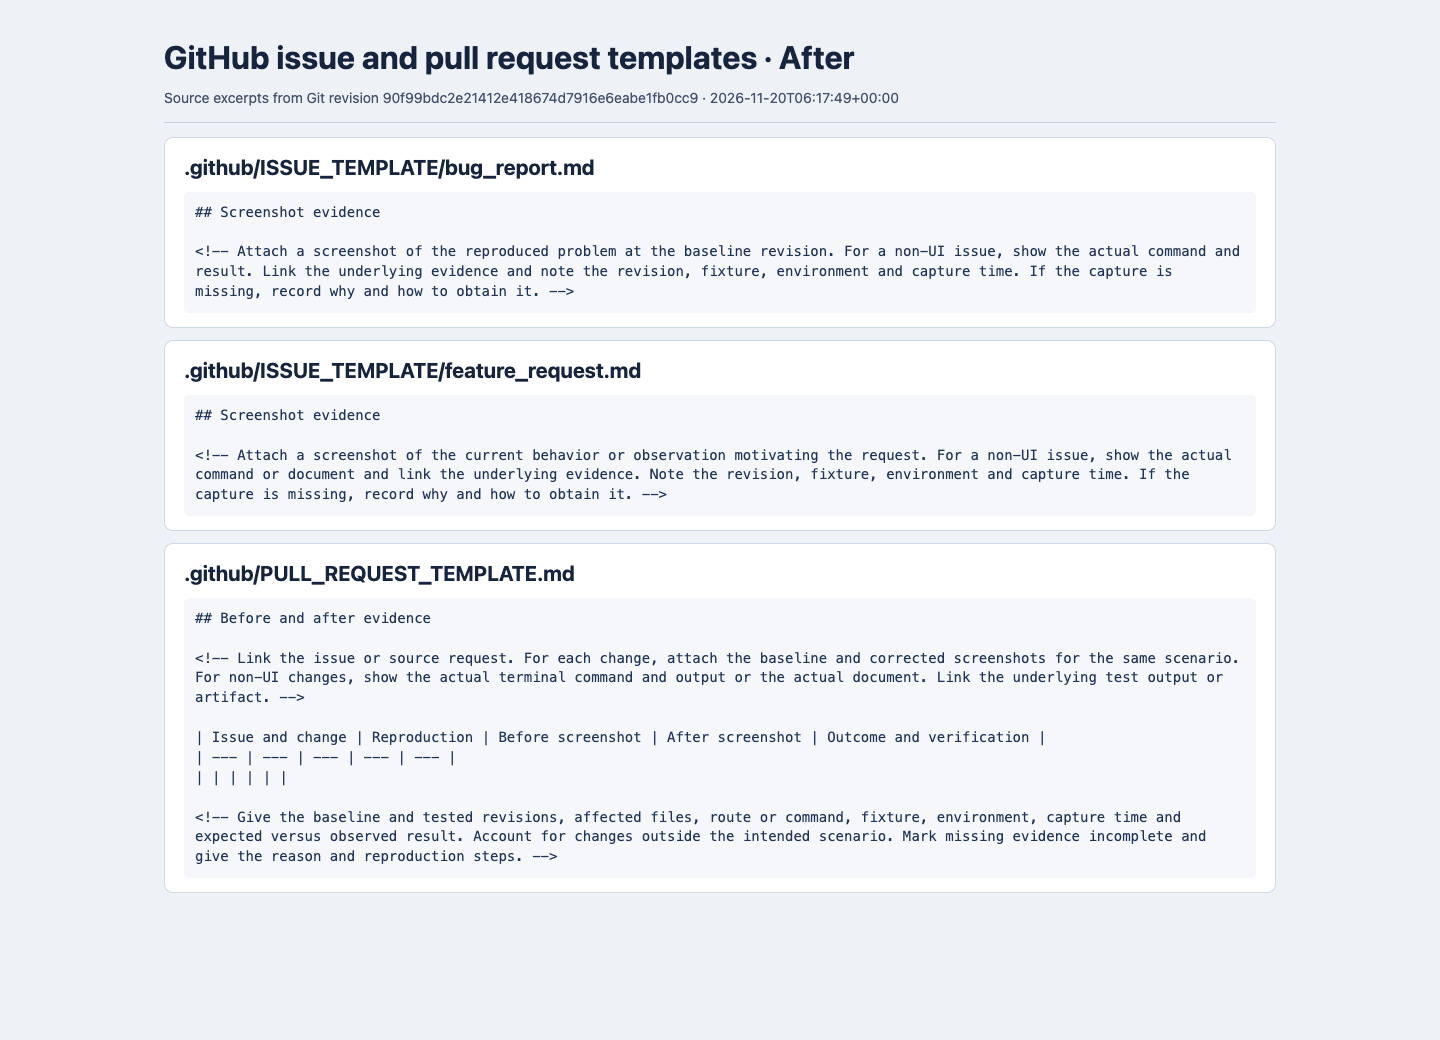 GitHub issue and pull request templates · After
Source excerpts from Git revision 90f99bdc2e21412e418674d7916e6eabe1fb0cc9 · 2026-11-20T06:17:49+00:00
.github/ISSUE_TEMPLATE/bug_report.md
## Screenshot evidence
<!-- Attach a screenshot of the reproduced problem at the baseline revision. For a non-UI issue, show the actual command and
result. Link the underlying evidence and note the revision, fixture, environment and capture time. If the capture is
missing, record why and how to obtain it. -->
.github/ISSUE_TEMPLATE/feature_request.md
## Screenshot evidence
<!-- Attach a screenshot of the current behavior or observation motivating the request. For a non-UI issue, show the actual
command or document and link the underlying evidence. Note the revision, fixture, environment and capture time. If the
capture is missing, record why and how to obtain it. -->
.github/PULL_REQUEST_TEMPLATE.md
## Before and after evidence
<!-- Link the issue or source request. For each change, attach the baseline and corrected screenshots for the same scenario.
For non-UI changes, show the actual terminal command and output or the actual document. Link the underlying test output or
artifact. -->
| Issue and change | Reproduction | Before screenshot | After screenshot | Outcome and verification |
| --- | --- | --- | --- | --- |
| | | | | |
<!-- Give the baseline and tested revisions, affected files, route or command, fixture, environment, capture time and
expected versus observed result. Account for changes outside the intended scenario. Mark missing evidence incomplete and
give the reason and reproduction steps. -->